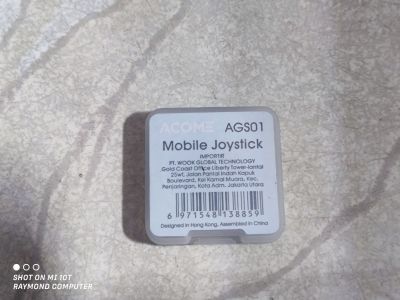 ACOME AGS01
Mobile Joystick
IMPORTIR
PT. WOOK GLOBAL TECHNOLOGY
Gold Coast Office Liberty Tower-lantai
25wf, Jalan Pantai Indah Kapuk
Boulevard, Kel Kamal Muara, Kec.
Penjaringan, Kota Adm. Jakarta Utara
6 971548 138859
Designed in Hong Kong, Assembled in China
SHOT ON MI 10T
RAYMOND COMPUTER